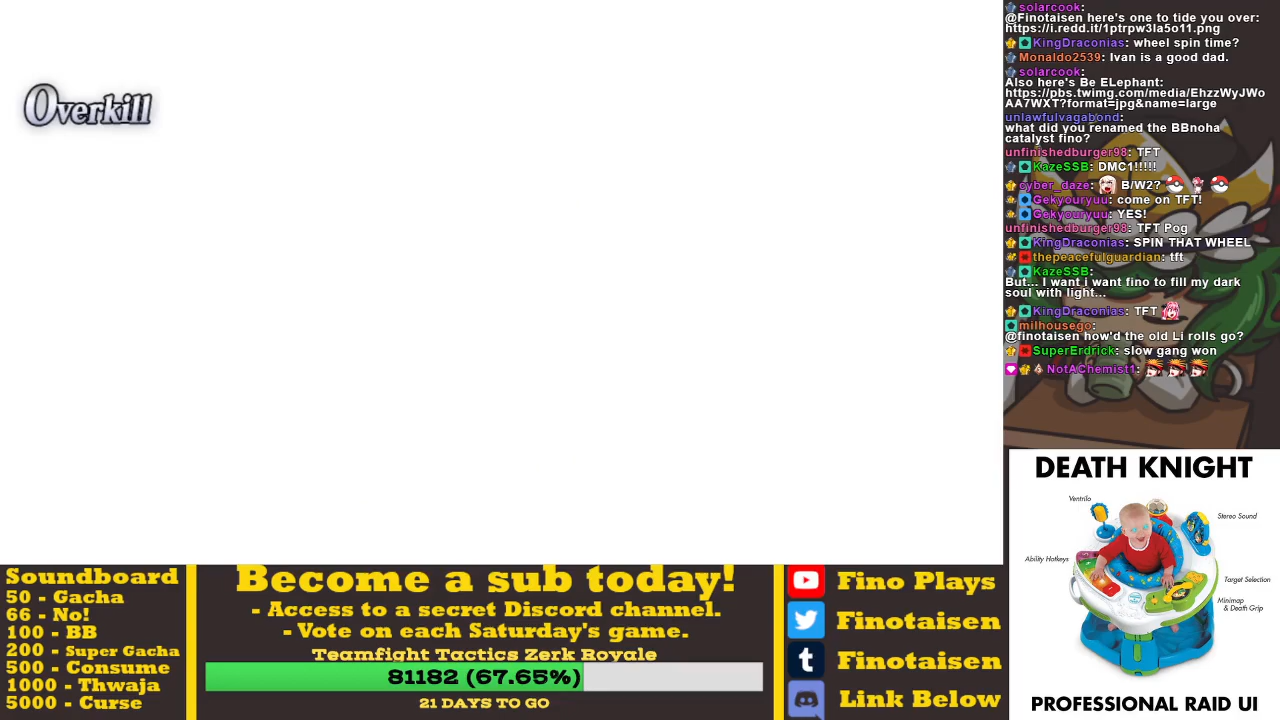 Overkill
solarcook:
@Finotaisen here's one to tide you over:
https://i.redd.it/1ptrpw3la5o11.png
KingDraconias: wheel spin time?
Monaldo2539: Ivan is a good dad.
solarcook:
Also here's Be ELephant:
https://pbs.twimg.com/media/EhzzWyJWo
AA7WXT?format=jpg&name=large
unlawfulvagabond:
what did you renamed the BBnoha
catalyst fino?
unfinishedburger98: TFT
KazeSSB: DMC1!!!!!
cyber_daze: B/W2?
Gekyouryuu: come on TFT!
Gekyouryuu: YES!
unfinishedburger98: TFT Pog
KingDraconias: SPIN THAT WHEEL
thepeacefulguardian: tft
KazeSSB:
But... I want i want fino to fill my dark
soul with light...
KingDraconias: TFT
milhousego:
@finotaisen how'd the old Li rolls go?
SuperErdrick: slow gang won
NotAChemist1:
DEATH KNIGHT
Ventrilo
Stereo Sound
Ability Hotkeys
Target Selection
Minimap
& Death Grip
PROFESSIONAL RAID UI
Soundboard
50 - Gacha
66 - No!
100 - BB
200 - Super Gacha
500 - Consume
1000 - Thwaja
5000 - Curse
Become a sub today!
- Access to a secret Discord channel.
- Vote on each Saturday's game.
Teamfight Tactics Zerk Royale
81182 (67.65%)
21 DAYS TO GO
Fino Plays
Finotaisen
Finotaisen
Link Below